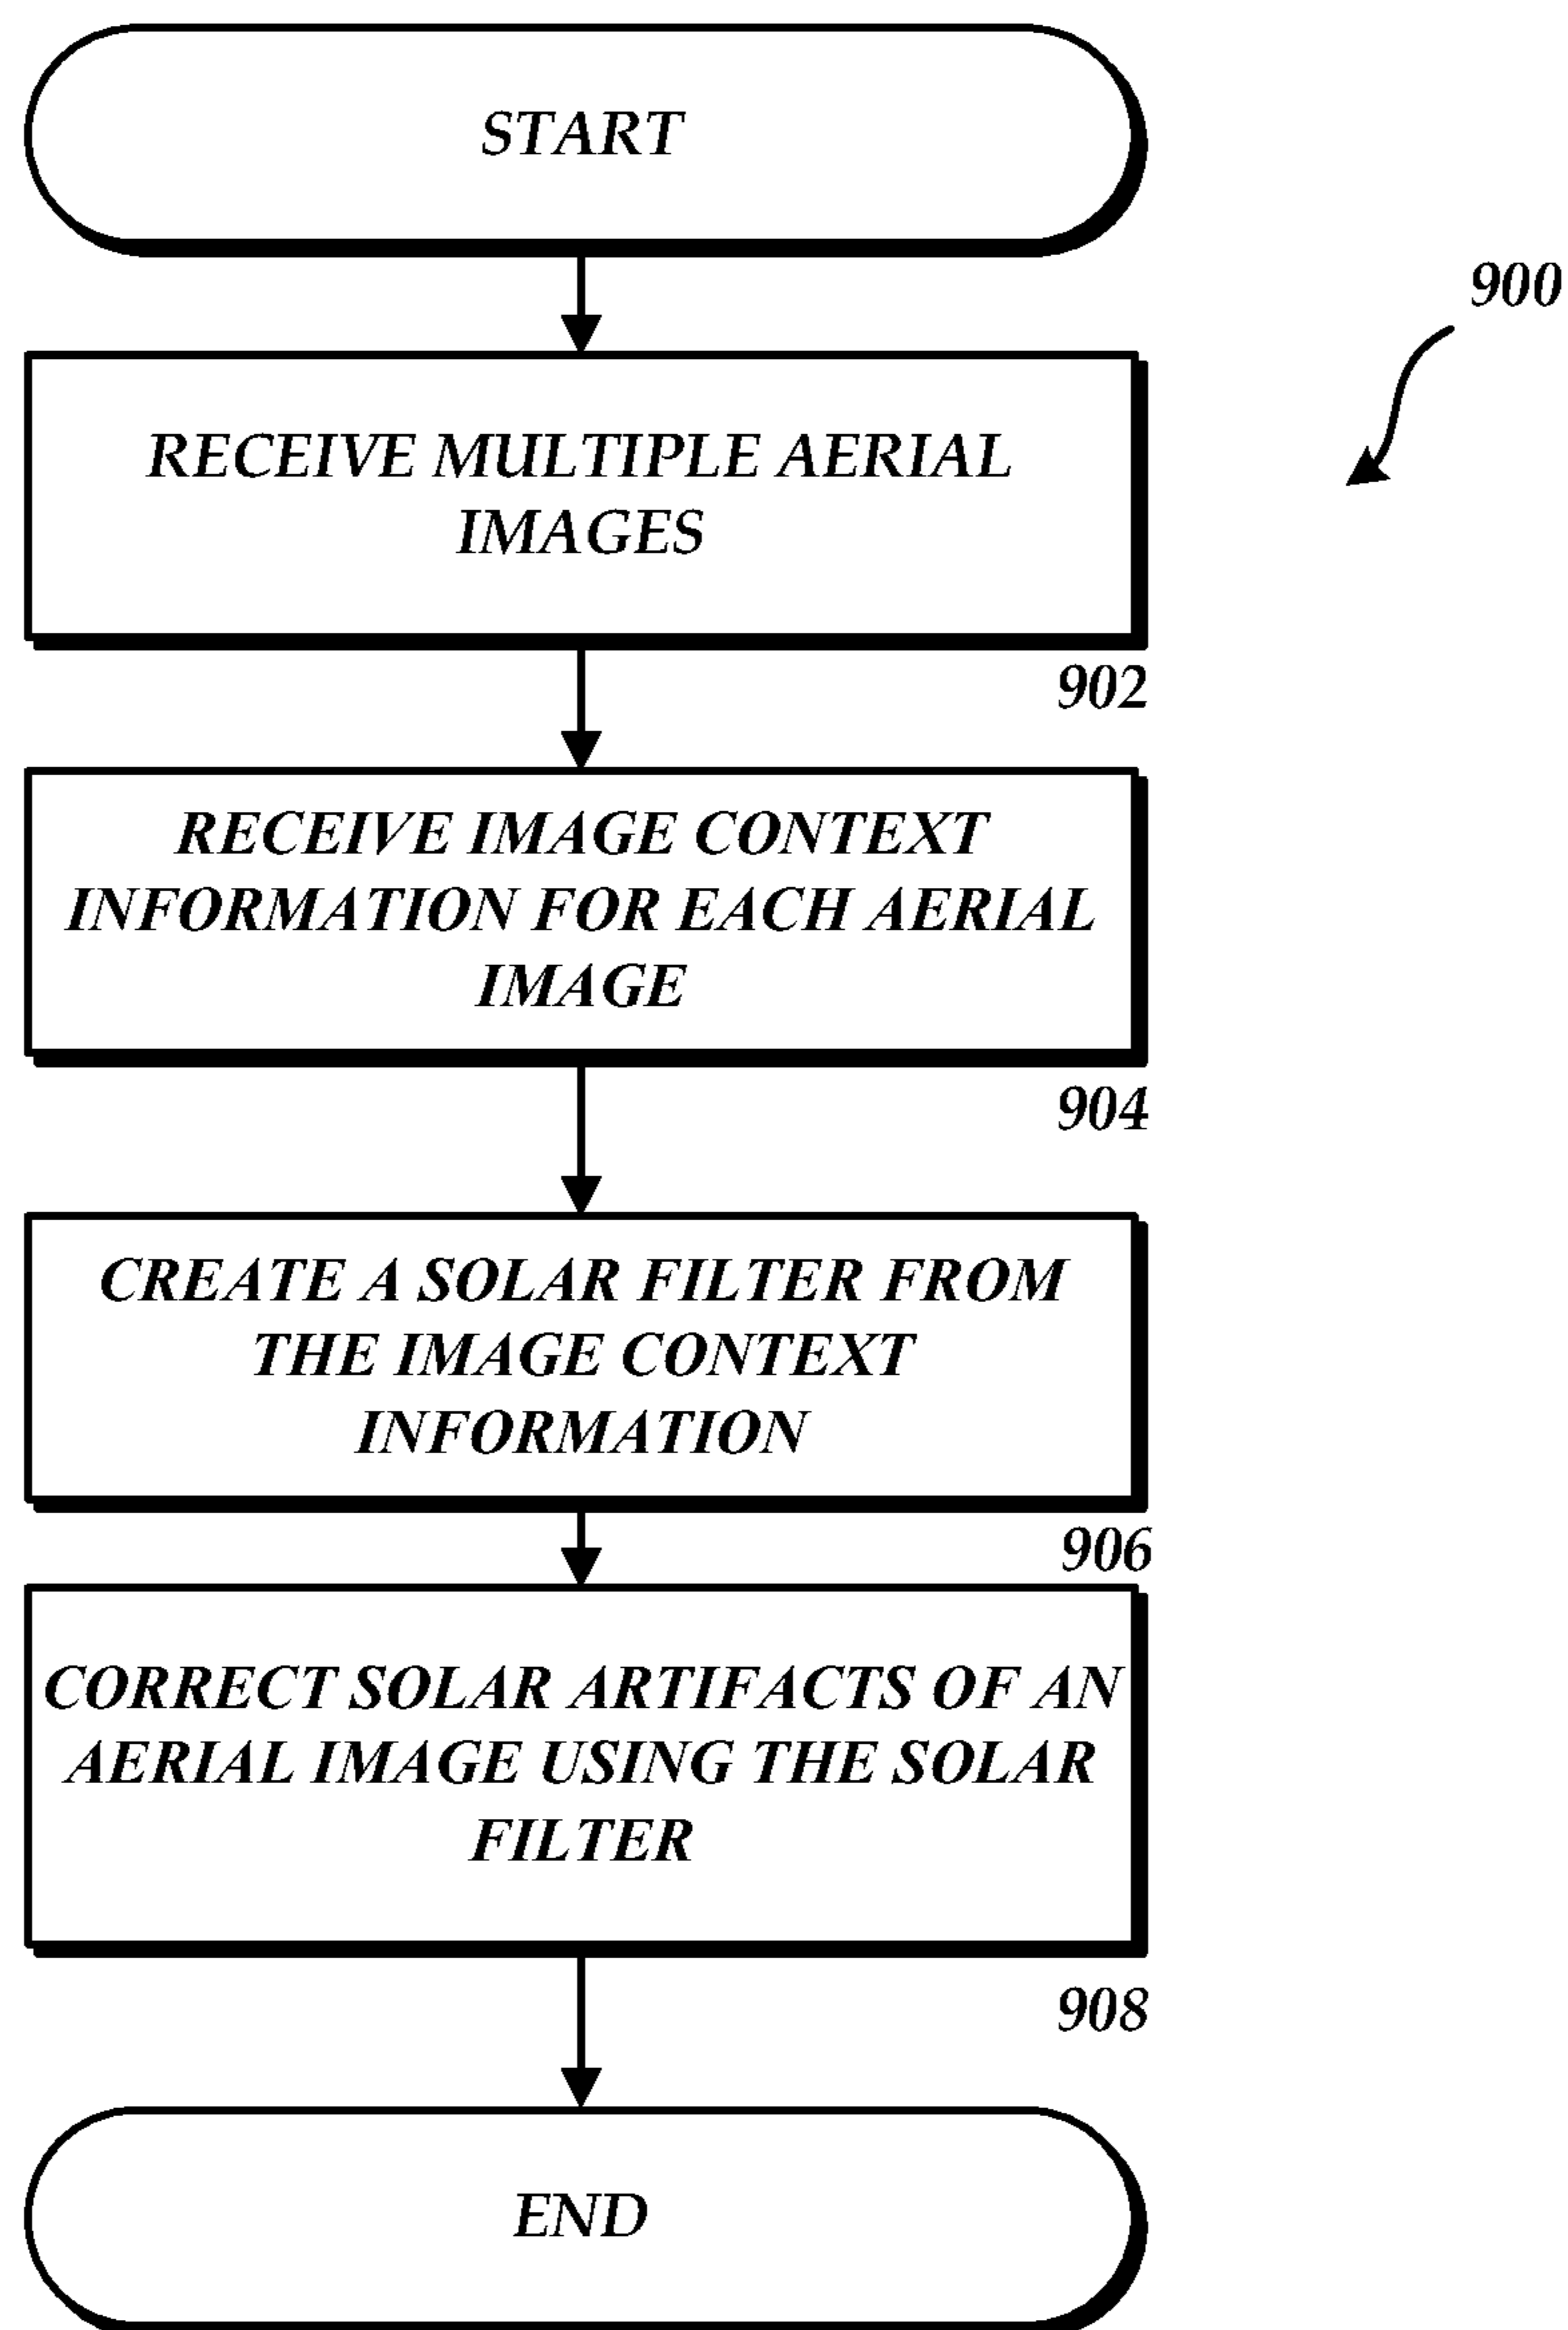 START
900
RECEIVE MULTIPLE AERIAL
IMAGES
902
RECEIVE IMAGE CONTEXT
INFORMATION FOR EACH AERIAL
IMAGE
904
CREATE A SOLAR FILTER FROM
THE IMAGE CONTEXT
INFORMATION
906
CORRECT SOLAR ARTIFACTS OF AN
AERIAL IMAGE USING THE SOLAR
FILTER
908
END